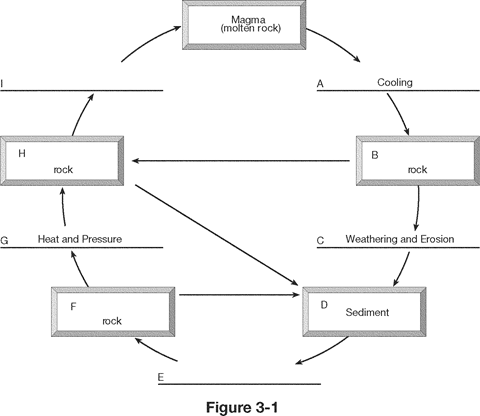 Magma
(molten rock)
I
A Cooling
H
rock
B
rock
G Heat and Pressure
C Weathering and Erosion
F
rock
D
Sediment
E
Figure 3-1